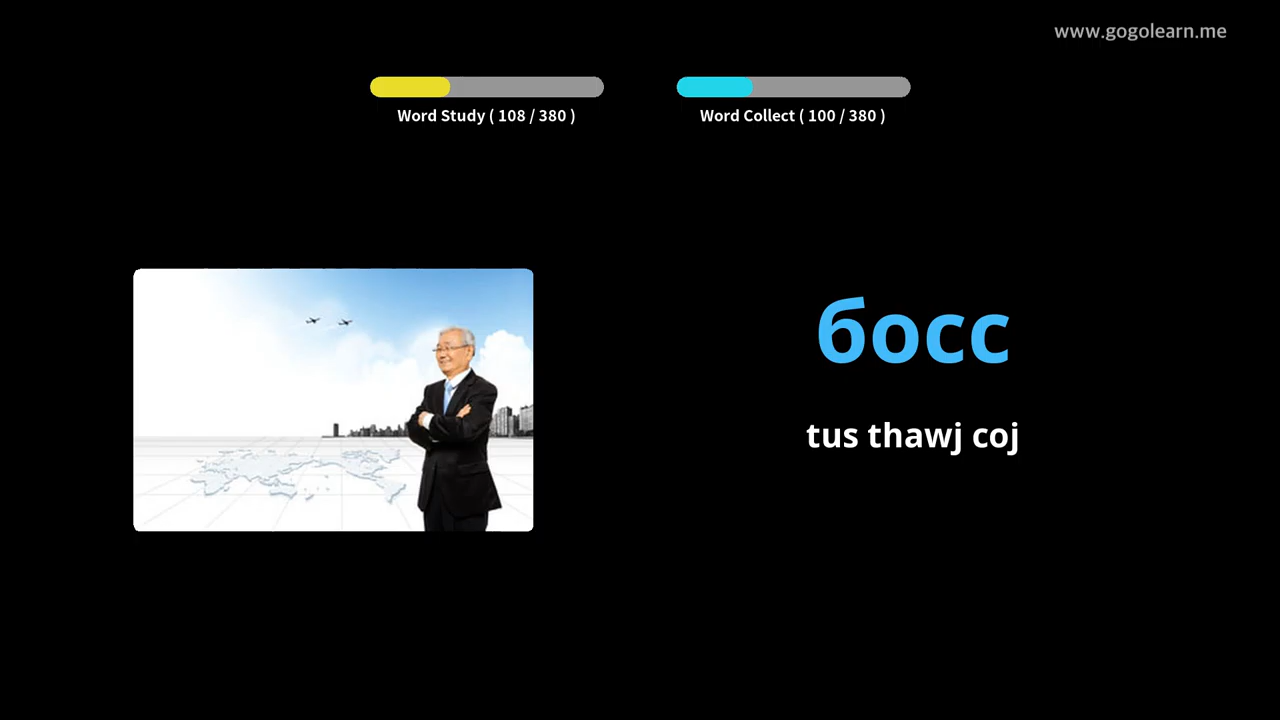 www.gogolearn.me
Word Study ( 108 / 380 )
Word Collect ( 100 / 380 )
босс
tus thawj coj